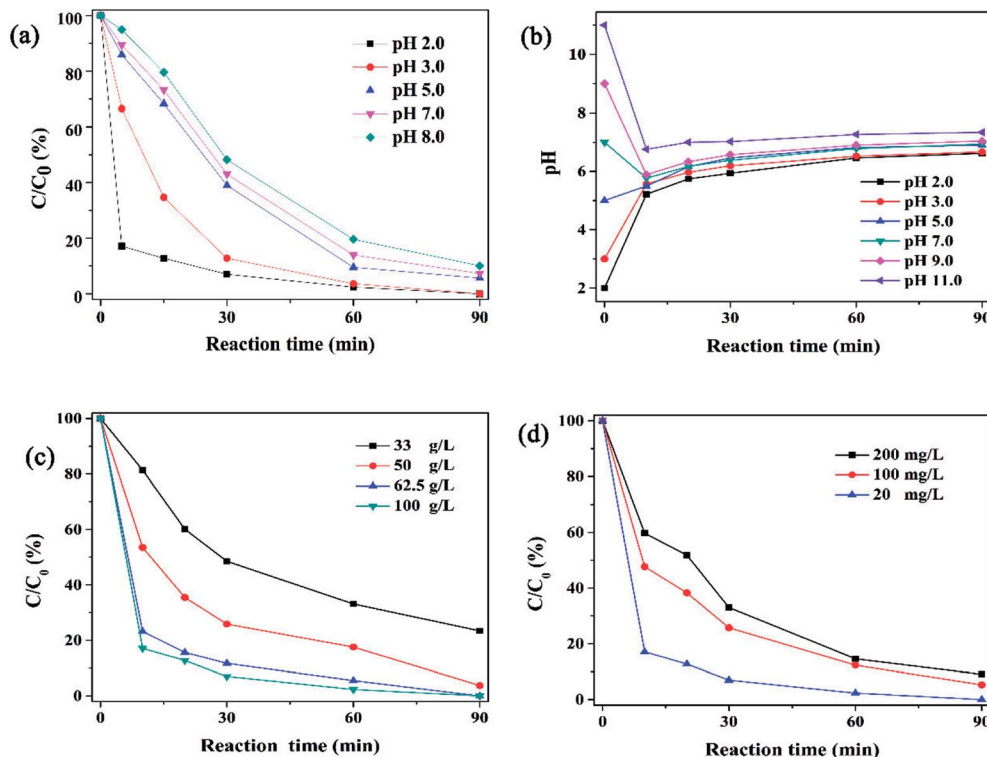 (a)
100
80
60
40
20
0
C/C0 (%)
pH 2.0
pH 3.0
pH 5.0
pH 7.0
pH 8.0
0 30 60 90
Reaction time (min)
(b)
10
8
6
4
2
pH
pH 2.0
pH 3.0
pH 5.0
pH 7.0
pH 9.0
pH 11.0
0 30 60 90
Reaction time (min)
(c)
100
80
60
40
20
0
C/C0 (%)
33 g/L
50 g/L
62.5 g/L
100 g/L
0 30 60 90
Reaction time (min)
(d)
100
80
60
40
20
0
C/C0 (%)
200 mg/L
100 mg/L
20 mg/L
0 30 60 90
Reaction time (min)